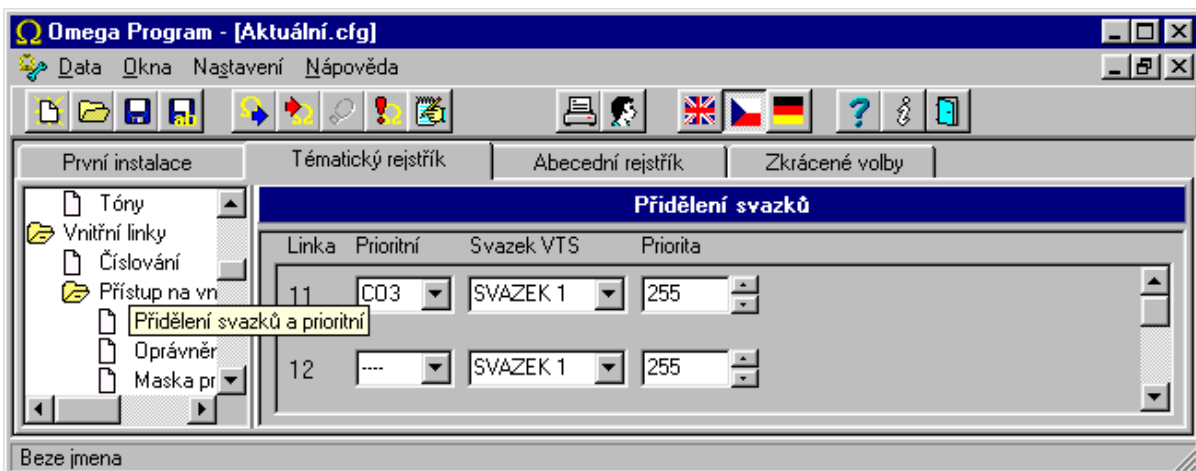 Omega Program - [Aktuální.cfg]
Data Okna Nastavení Nápověda
První instalace Tématický rejstřík Abecední rejstřík Zkrácené volby
Tóny
Vnitřní linky
Číslování
Přístup na vn
Přidělení svazků a prioritní
Oprávněn
Maska pr
Přidělení svazků
Linka Prioritní Svazek VTS Priorita
11 CO3 SVAZEK 1 255
12 ---- SVAZEK 1 255
Beze jmena